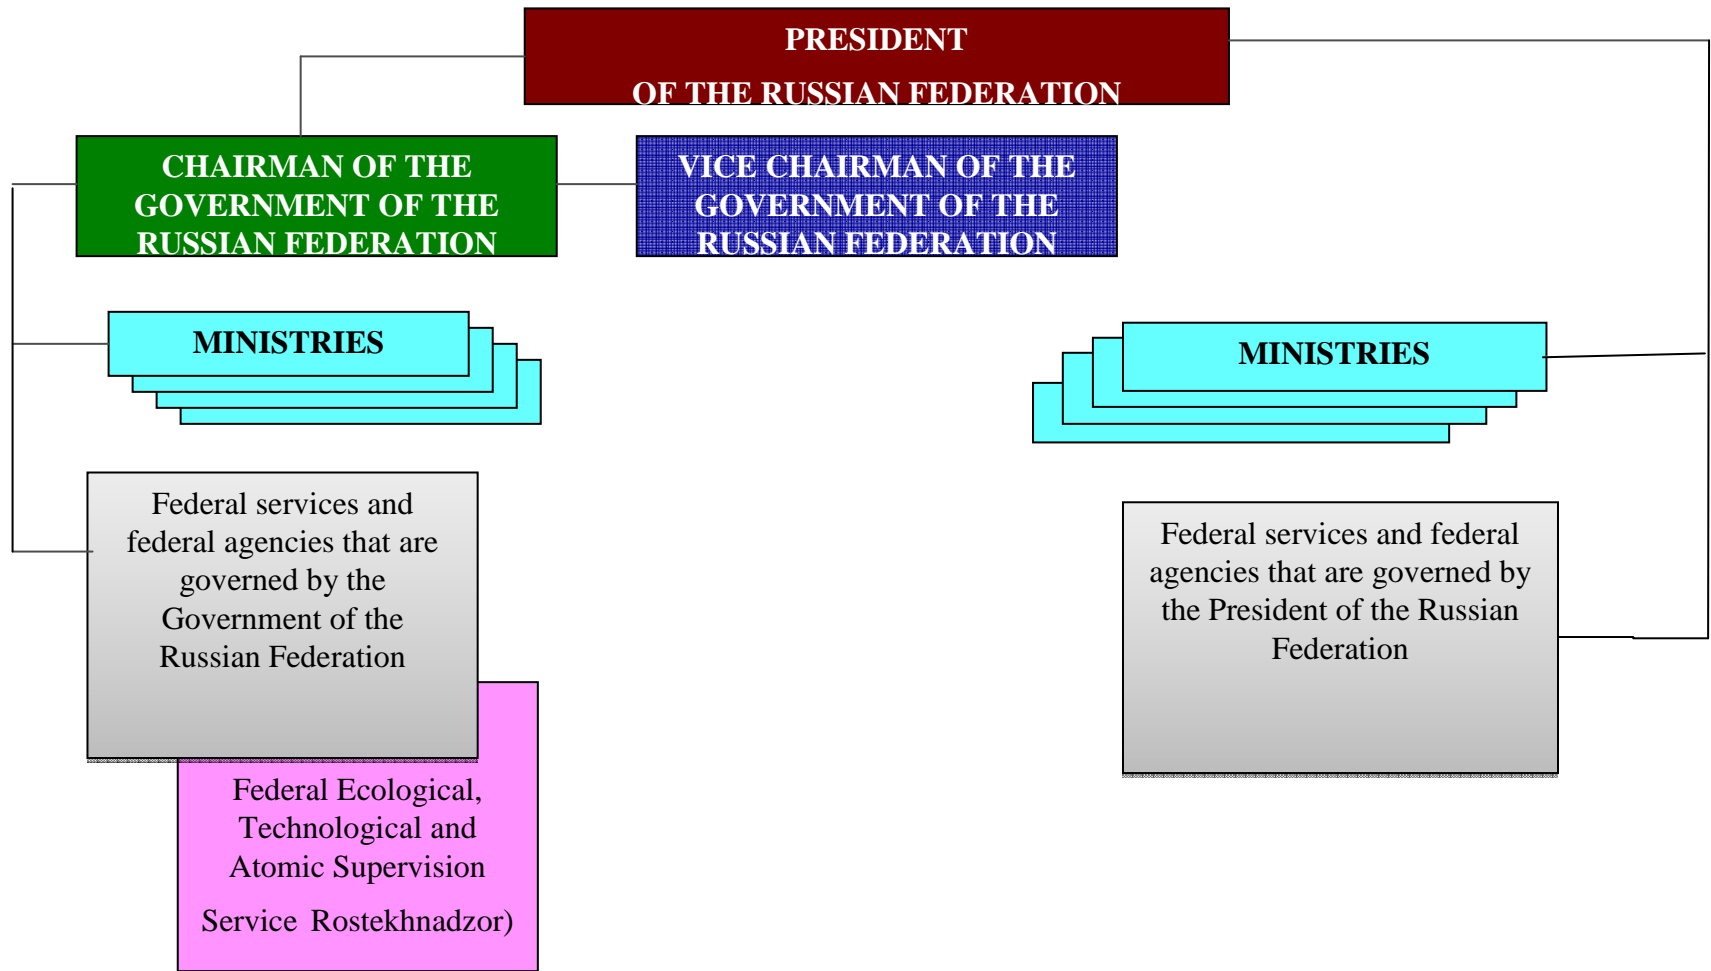 PRESIDENT
OF THE RUSSIAN FEDERATION
CHAIRMAN OF THE
GOVERNMENT OF THE
RUSSIAN FEDERATION
VICE CHAIRMAN OF THE
GOVERNMENT OF THE
RUSSIAN FEDERATION
MINISTRIES
MINISTRIES
Federal services and
federal agencies that are
governed by the
Government of the
Russian Federation
Federal services and federal
agencies that are governed by
the President of the Russian
Federation
Federal Ecological,
Technological and
Atomic Supervision
Service Rostekhnadzor)